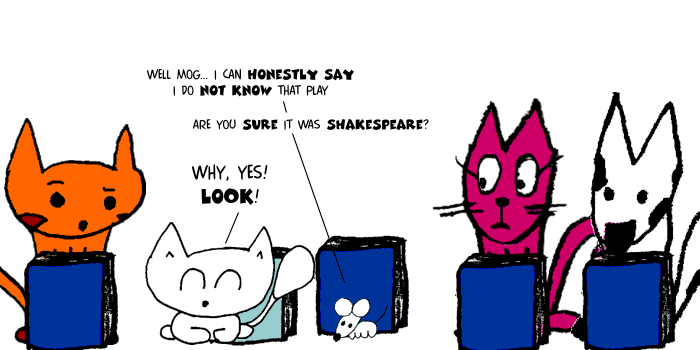 WELL MOG... I CAN HONESTLY SAY
I DO NOT KNOW THAT PLAY
ARE YOU SURE IT WAS SHAKESPEARE?
WHY, YES!
LOOK!